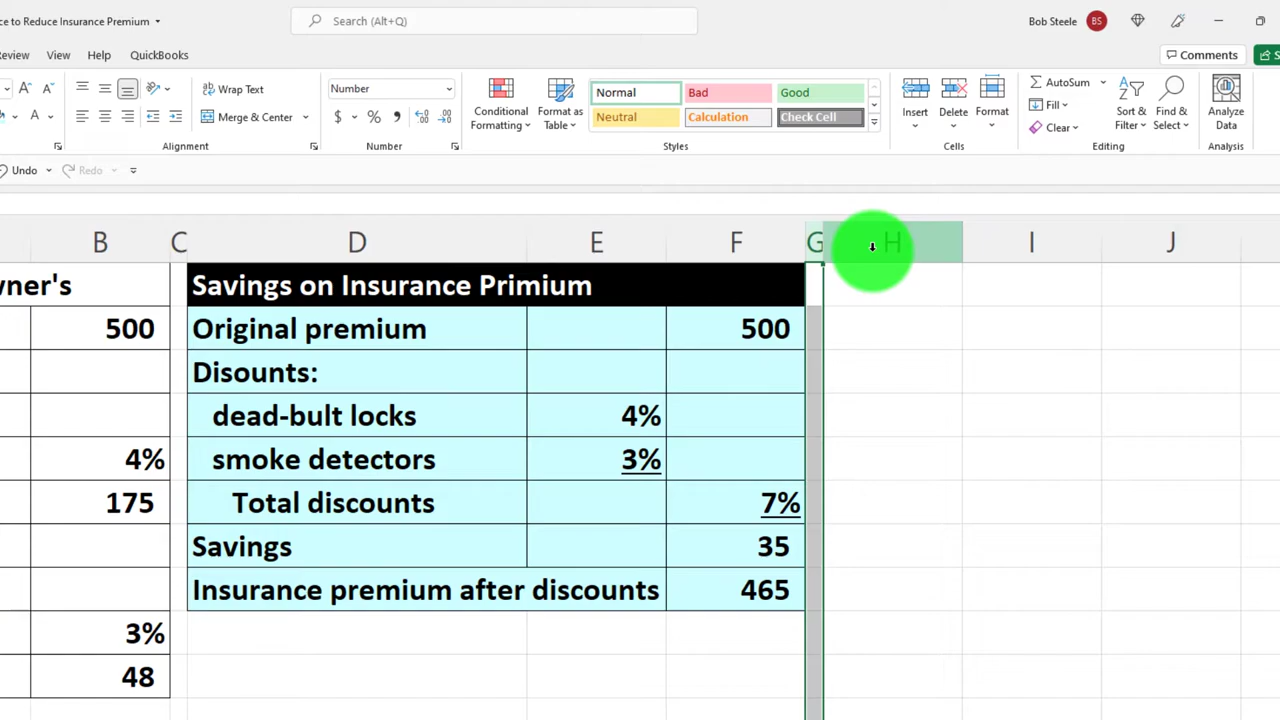 ce to Reduce Insurance Premium
Search (Alt+Q)
Bob Steele
BS
Review View Help QuickBooks
Comments
S
A A
Wrap Text
Merge & Center
Alignment
Number
$ % ,
Number
Conditional Formatting
Format as Table
Normal Bad Good
Neutral Calculation Check Cell
Styles
Insert Delete Format
Cells
AutoSum
Fill
Clear
Sort & Filter
Find & Select
Editing
Analyze Data
Analysis
Undo Redo
B C D E F G H I J
wner's Savings on Insurance Primium
500 Original premium 500
Disounts:
dead-bult locks 4%
4% smoke detectors 3%
175 Total discounts 7%
Savings 35
Insurance premium after discounts 465
3%
48